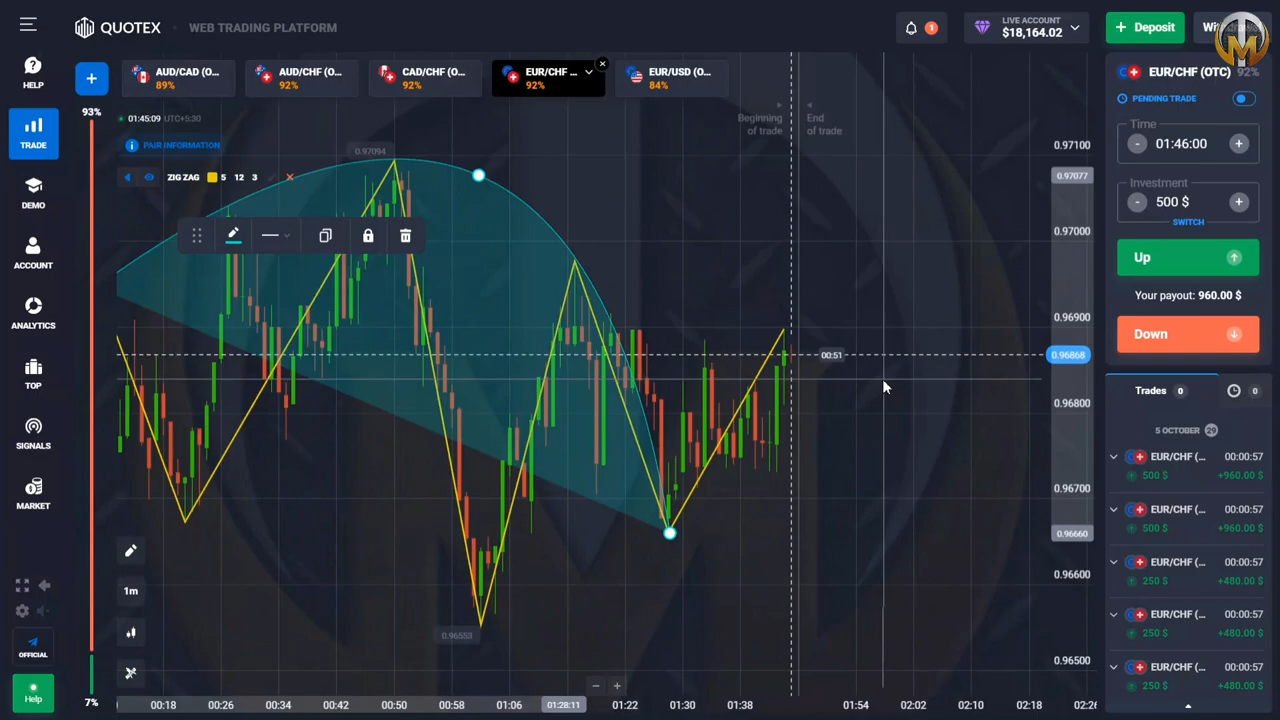 QUOTEX
WEB TRADING PLATFORM
1
LIVE ACCOUNT
$18,164.02
+ Deposit
HELP
TRADE
DEMO
ACCOUNT
ANALYTICS
TOP
SIGNALS
MARKET
OFFICIAL
Help
+
AUD/CAD (O...
89%
AUD/CHF (O...
92%
CAD/CHF (O...
92%
EUR/CHF ...
92%
EUR/USD (O...
84%
93%
7%
01:45:09 UTC+5:30
PAIR INFORMATION
ZIG ZAG 5 12 3
Beginning
of trade
End
of trade
0.97094
0.96553
00:51
1m
0.97100
0.97077
0.97000
0.96900
0.96868
0.96800
0.96700
0.96660
0.96600
0.96500
00:18
00:26
00:34
00:42
00:50
00:58
01:06
01:28:11
01:22
01:30
01:38
01:54
02:02
02:10
02:18
02:26
EUR/CHF (OTC) 92%
PENDING TRADE
Time
- 01:46:00 +
Investment
- 500 $ +
SWITCH
Up
Your payout: 960.00 $
Down
Trades 0
0
5 OCTOBER 29
EUR/CHF (... 00:00:57
500 $ +960.00 $
EUR/CHF (... 00:00:57
500 $ +960.00 $
EUR/CHF (... 00:00:57
250 $ +480.00 $
EUR/CHF (... 00:00:57
250 $ +480.00 $
EUR/CHF (... 00:00:57
250 $ +480.00 $